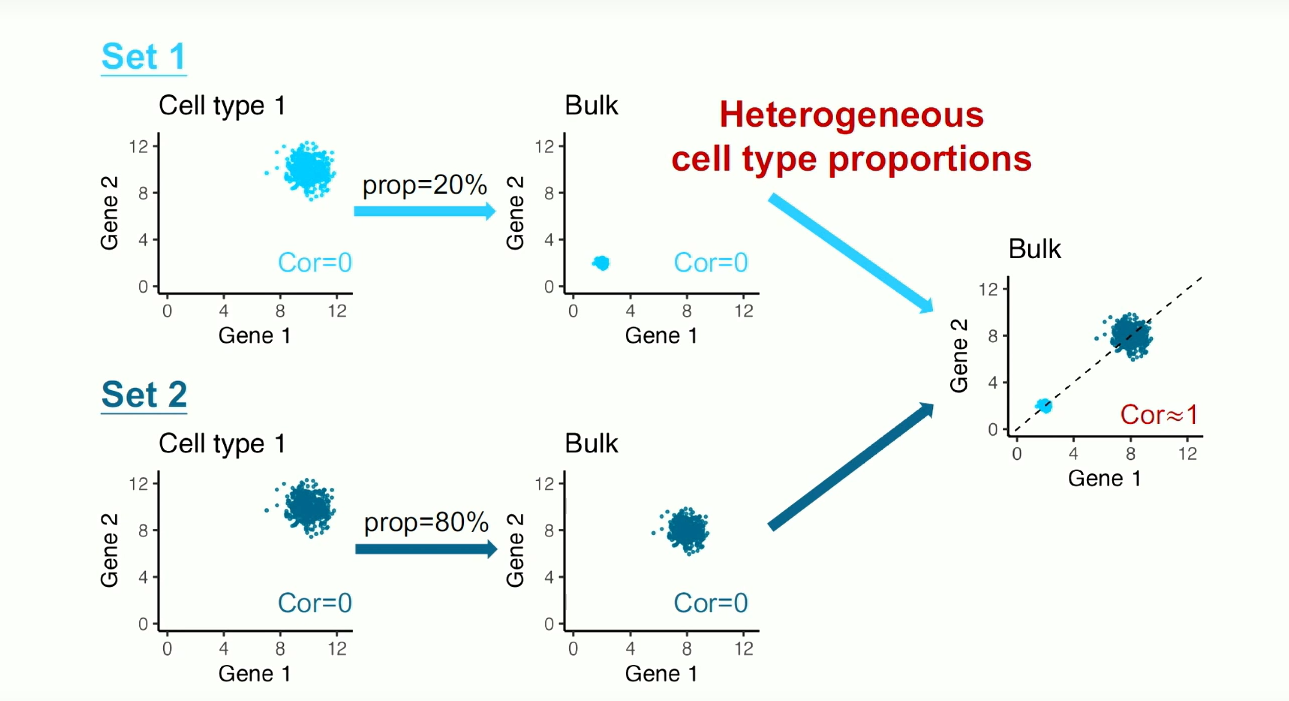 Set 1
Cell type 1
12
8
4
0
Gene 2
Cor=0
0 4 8 12
Gene 1
prop=20%
Bulk
12
8
4
0
Gene 2
Cor=0
0 4 8 12
Gene 1
Heterogeneous
cell type proportions
Set 2
Cell type 1
12
8
4
0
Gene 2
Cor=0
0 4 8 12
Gene 1
prop=80%
Bulk
12
8
4
0
Gene 2
Cor=0
0 4 8 12
Gene 1
Bulk
12
8
4
0
Gene 2
Cor≈1
0 4 8 12
Gene 1